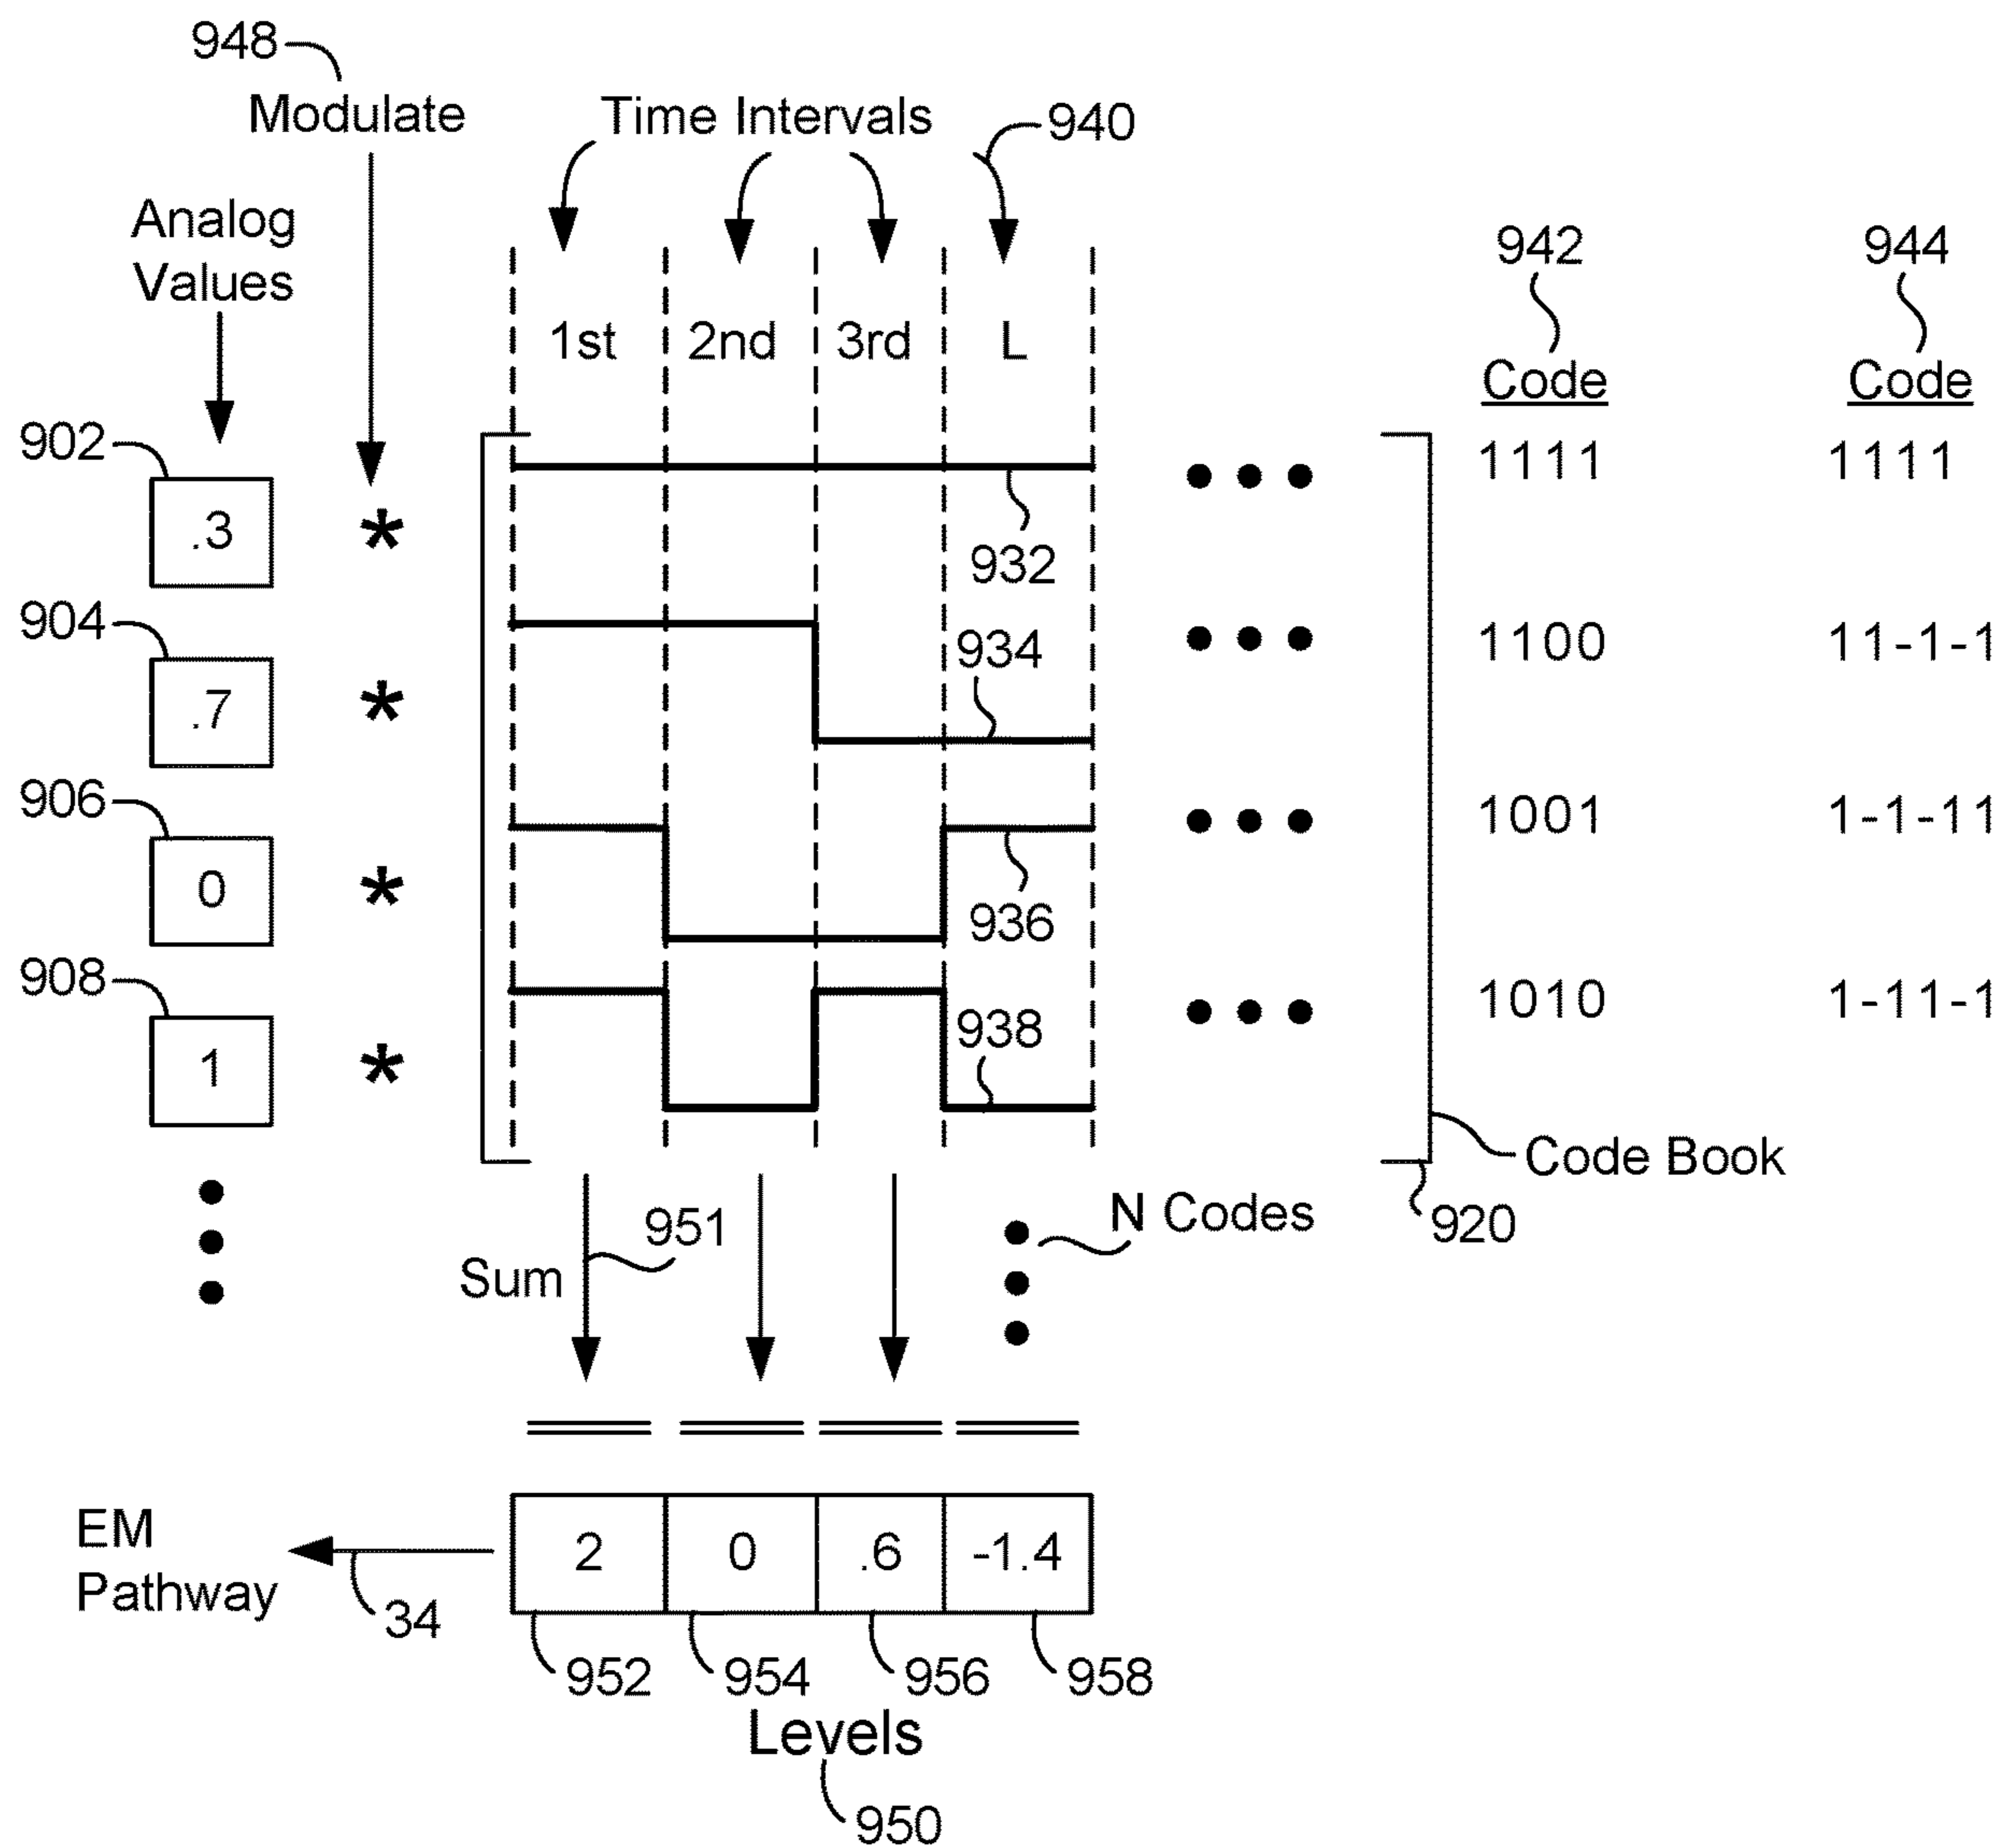 948
Modulate
Time Intervals
940
Analog
Values
942
944
1st 2nd 3rd L
Code
Code
902
.3
*
932
1111
1111
904
.7
*
934
1100
11-1-1
906
0
*
936
1001
1-1-11
908
1
*
938
1010
1-11-1
Code Book
920
N Codes
951
Sum
EM
Pathway
34
2 0 .6 -1.4
952 954 956 958
Levels
950